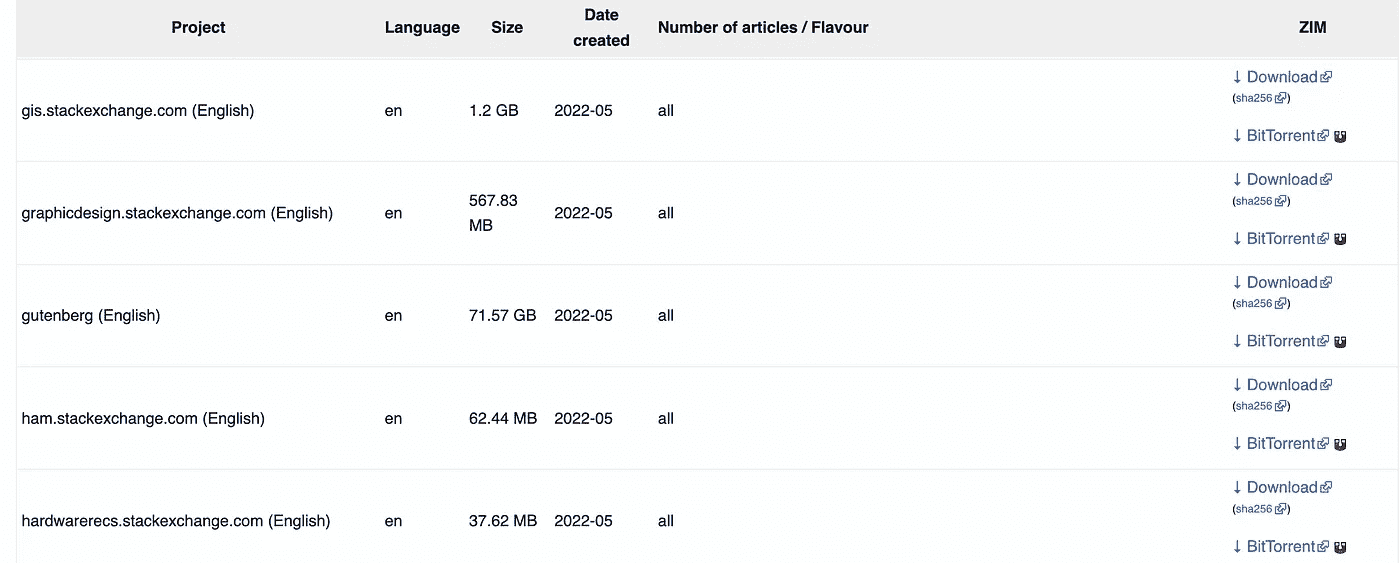 Project Language Size Date created Number of articles / Flavour ZIM
gis.stackexchange.com (English) en 1.2 GB 2022-05 all
↓ Download
(sha256)
↓ BitTorrent
graphicdesign.stackexchange.com (English) en 567.83 MB 2022-05 all
↓ Download
(sha256)
↓ BitTorrent
gutenberg (English) en 71.57 GB 2022-05 all
↓ Download
(sha256)
↓ BitTorrent
ham.stackexchange.com (English) en 62.44 MB 2022-05 all
↓ Download
(sha256)
↓ BitTorrent
hardwarerecs.stackexchange.com (English) en 37.62 MB 2022-05 all
↓ Download
(sha256)
↓ BitTorrent